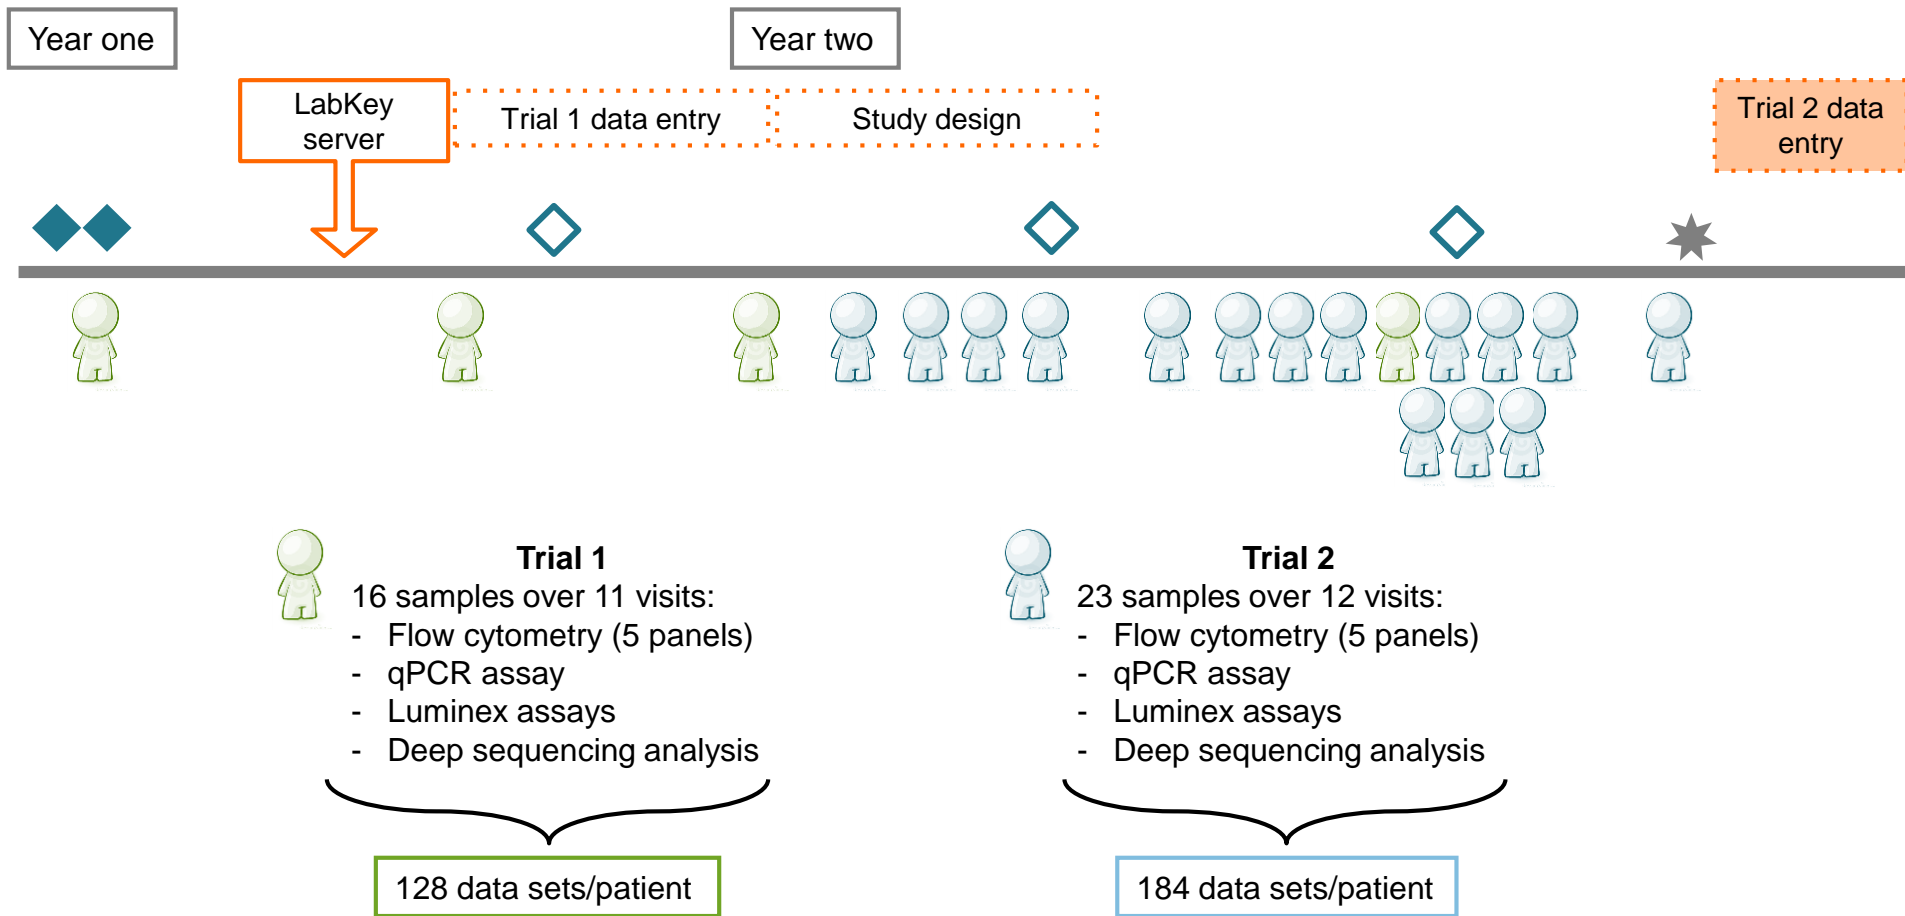 Year one
Year two
LabKey
server
Trial 1 data entry
Study design
Trial 2 data
entry
Trial 1
16 samples over 11 visits:
- Flow cytometry (5 panels)
- qPCR assay
- Luminex assays
- Deep sequencing analysis
128 data sets/patient
Trial 2
23 samples over 12 visits:
- Flow cytometry (5 panels)
- qPCR assay
- Luminex assays
- Deep sequencing analysis
184 data sets/patient